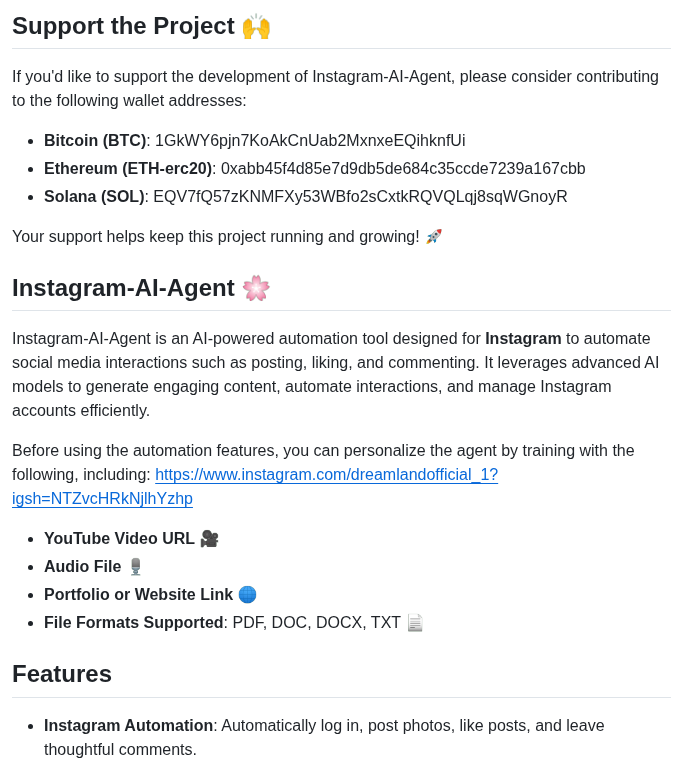 Support the Project 🙌
If you'd like to support the development of Instagram-AI-Agent, please consider contributing
to the following wallet addresses:
Bitcoin (BTC): 1GkWY6pjn7KoAkCnUab2MxnxeEQihknfUi
Ethereum (ETH-erc20): 0xabb45f4d85e7d9db5de684c35ccde7239a167cbb
Solana (SOL): EQV7fQ57zKNMFXy53WBfo2sCxtkRQVQLqj8sqWGnoyR
Your support helps keep this project running and growing! 🚀
Instagram-AI-Agent 🌸
Instagram-AI-Agent is an AI-powered automation tool designed for Instagram to automate
social media interactions such as posting, liking, and commenting. It leverages advanced AI
models to generate engaging content, automate interactions, and manage Instagram
accounts efficiently.
Before using the automation features, you can personalize the agent by training with the
following, including: https://www.instagram.com/dreamlandofficial_1?
igsh=NTZvcHRkNjlhYzhp
YouTube Video URL 🎥
Audio File 🎙️
Portfolio or Website Link 🌐
File Formats Supported: PDF, DOC, DOCX, TXT 📄
Features
Instagram Automation: Automatically log in, post photos, like posts, and leave
thoughtful comments.